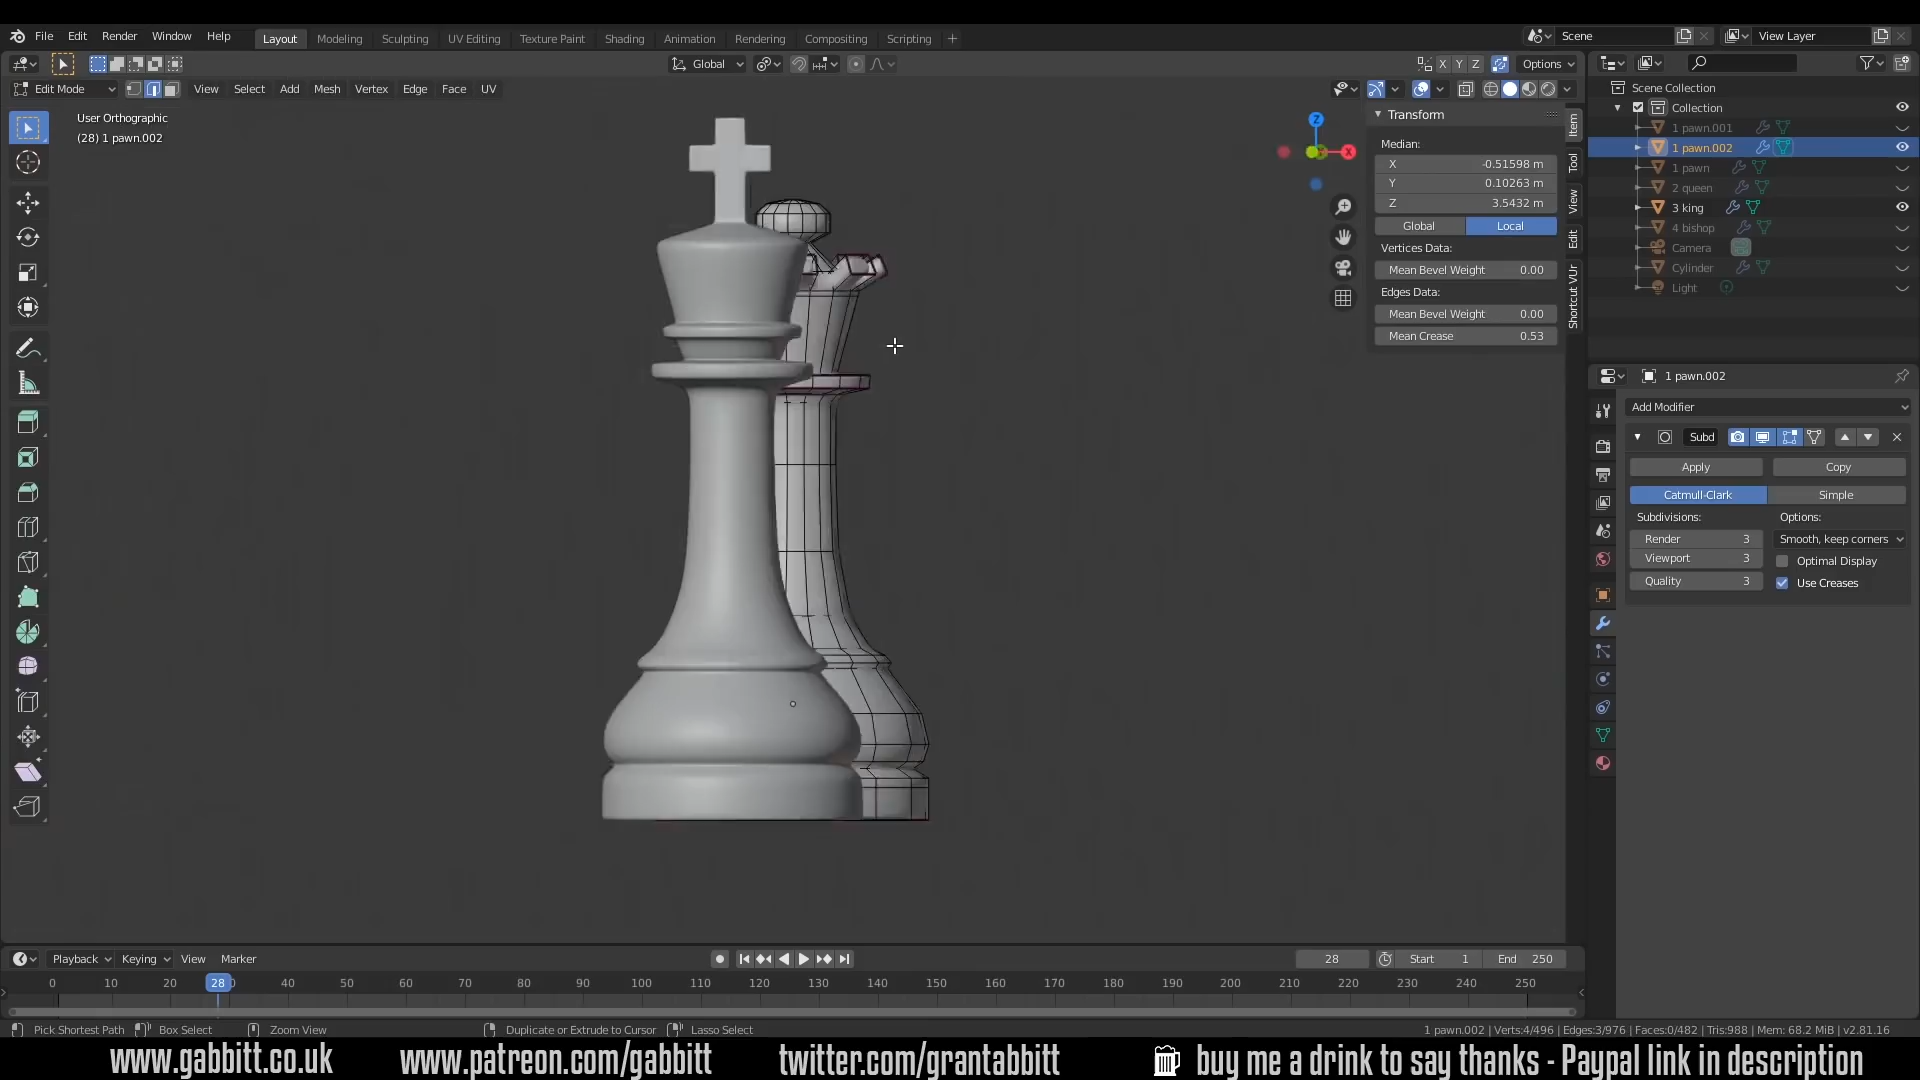 File Edit Render Window Help Layout Modeling Sculpting UV Editing Texture Paint Shading Animation Rendering Compositing Scripting + Scene View Layer
Global X Y Z Options
Edit Mode View Select Add Mesh Vertex Edge Face UV
User Orthographic
(28) 1 pawn.002
Transform
Median:
X -0.51598 m
Y 0.10263 m
Z 3.5432 m
Global Local
Vertices Data:
Mean Bevel Weight 0.00
Edges Data:
Mean Bevel Weight 0.00
Mean Crease 0.53
Item
Tool
View
Edit
Shortcut VUr
Z
X
Scene Collection
Collection
1 pawn.001
1 pawn.002
1 pawn
2 queen
3 king
4 bishop
Camera
Cylinder
Light
1 pawn.002
Add Modifier
Subd
Apply Copy
Catmull-Clark Simple
Subdivisions: Options:
Render 3 Smooth, keep corners
Viewport 3 Optimal Display
Quality 3 Use Creases
Playback Keying View Marker 28 Start 1 End 250
0 10 20 28 40 50 60 70 80 90 100 110 120 130 140 150 160 170 180 190 200 210 220 230 240 250
Pick Shortest Path Box Select Zoom View Duplicate or Extrude to Cursor Lasso Select 1 pawn.002 | Verts:4/496 | Edges:3/976 | Faces:0/482 | Tris:988 | Mem: 68.2 MiB | v2.81.16
www.gabbitt.co.uk www.patreon.com/gabbitt twitter.com/grantabbitt buy me a drink to say thanks - Paypal link in description